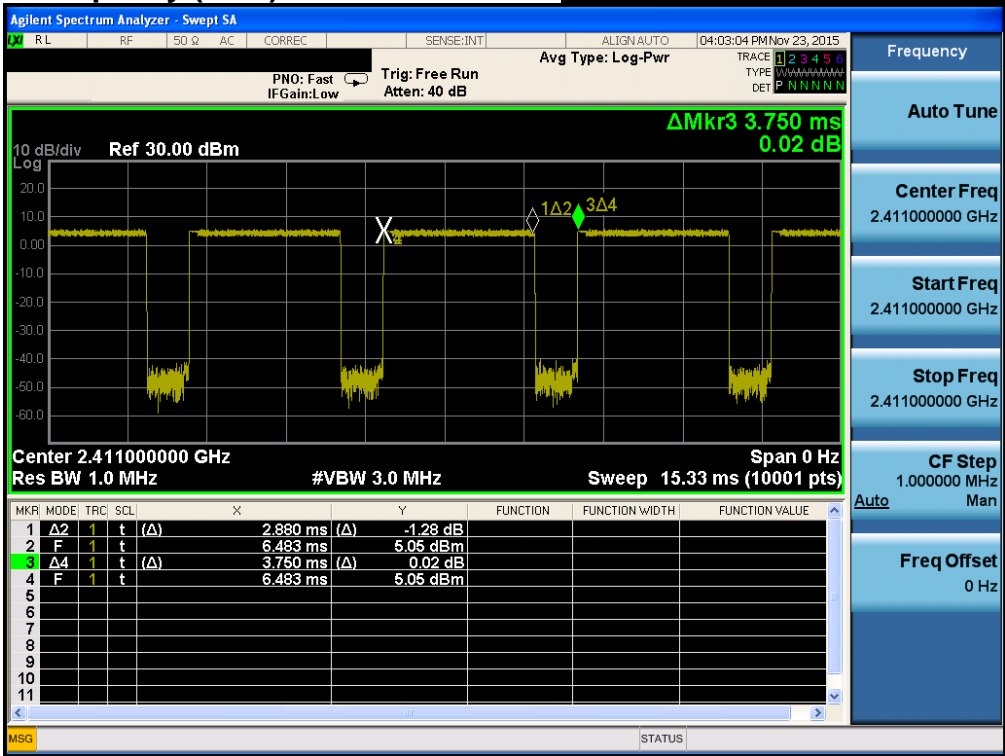 Agilent Spectrum Analyzer - Swept SA
LXI RL RF 50 Ω AC CORREC SENSE:INT ALIGN AUTO 04:03:04 PM Nov 23, 2015
Avg Type: Log-Pwr TRACE 1 2 3 4 5 6
PNO: Fast Trig: Free Run TYPE WWWWWW
IFGain:Low Atten: 40 dB DET P N N N N N
ΔMkr3 3.750 ms
0.02 dB
10 dB/div Ref 30.00 dBm
Log
20.0
10.0
0.00
-10.0
-20.0
-30.0
-40.0
-50.0
-60.0
X4
1Δ2
3Δ4
Center 2.411000000 GHz Span 0 Hz
Res BW 1.0 MHz #VBW 3.0 MHz Sweep 15.33 ms (10001 pts)
MKR MODE TRC SCL X Y FUNCTION FUNCTION WIDTH FUNCTION VALUE
1 Δ2 1 t (Δ) 2.880 ms (Δ) -1.28 dB
2 F 1 t 6.483 ms 5.05 dBm
3 Δ4 1 t (Δ) 3.750 ms (Δ) 0.02 dB
4 F 1 t 6.483 ms 5.05 dBm
5
6
7
8
9
10
11
MSG STATUS
Frequency
Auto Tune
Center Freq
2.411000000 GHz
Start Freq
2.411000000 GHz
Stop Freq
2.411000000 GHz
CF Step
1.000000 MHz
Auto Man
Freq Offset
0 Hz